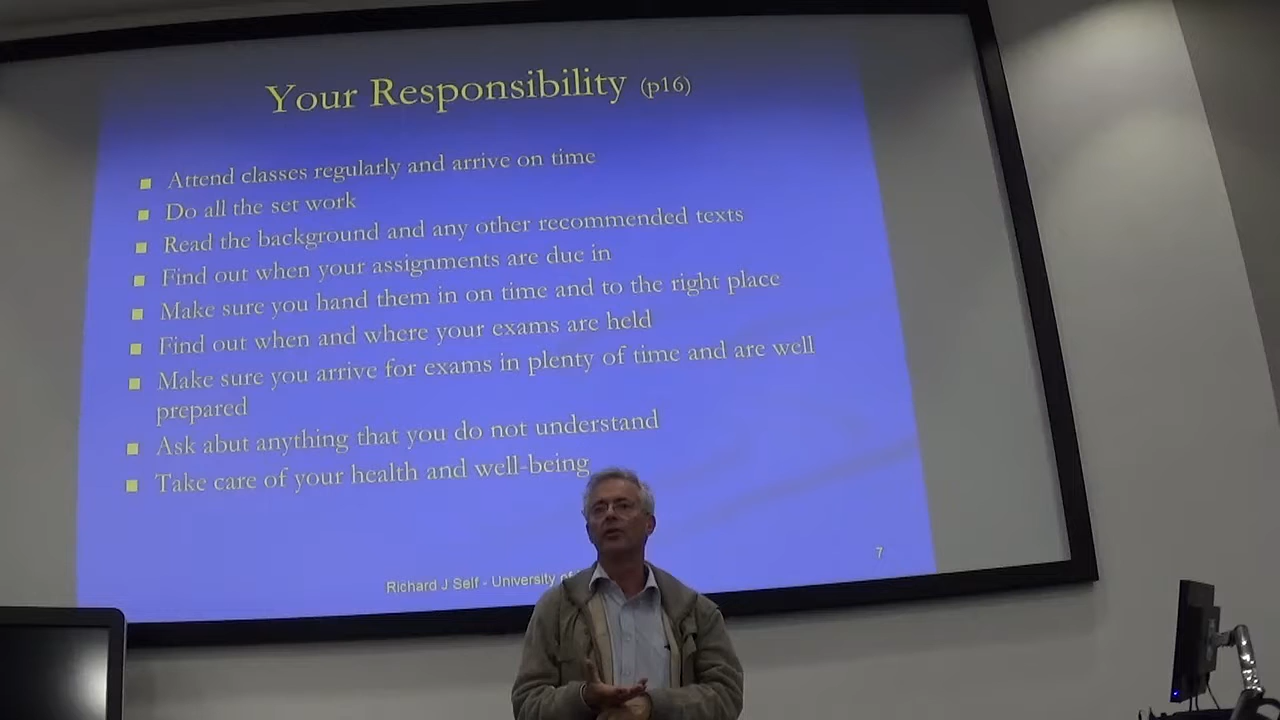 Your Responsibility (p16)
Attend classes regularly and arrive on time
Do all the set work
Read the background and any other recommended texts
Find out when your assignments are due in
Make sure you hand them in on time and to the right place
Find out when and where your exams are held
Make sure you arrive for exams in plenty of time and are well
prepared
Ask abut anything that you do not understand
Take care of your health and well-being
7
Richard J Self - University of